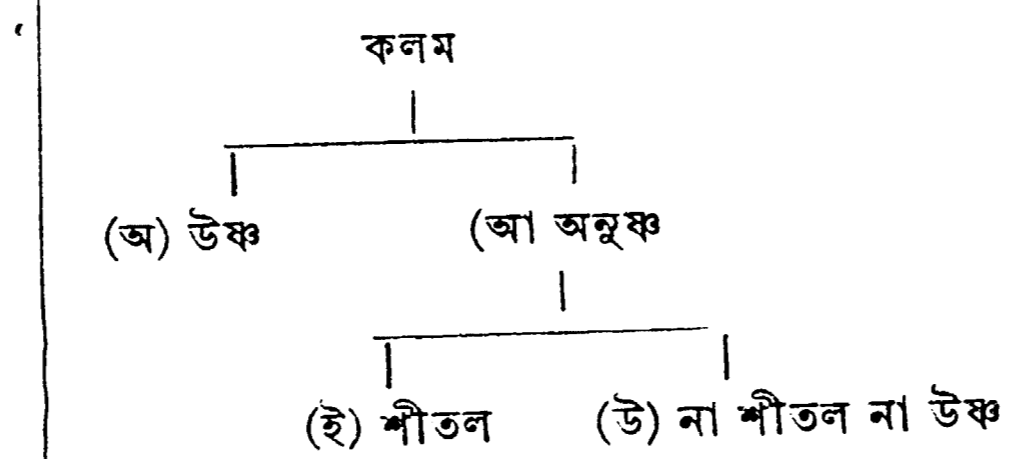 কলম
(অ) উষ্ণ (আ অনুষ্ণ
(ই) শীতল (উ) না শীতল না উষ্ণ